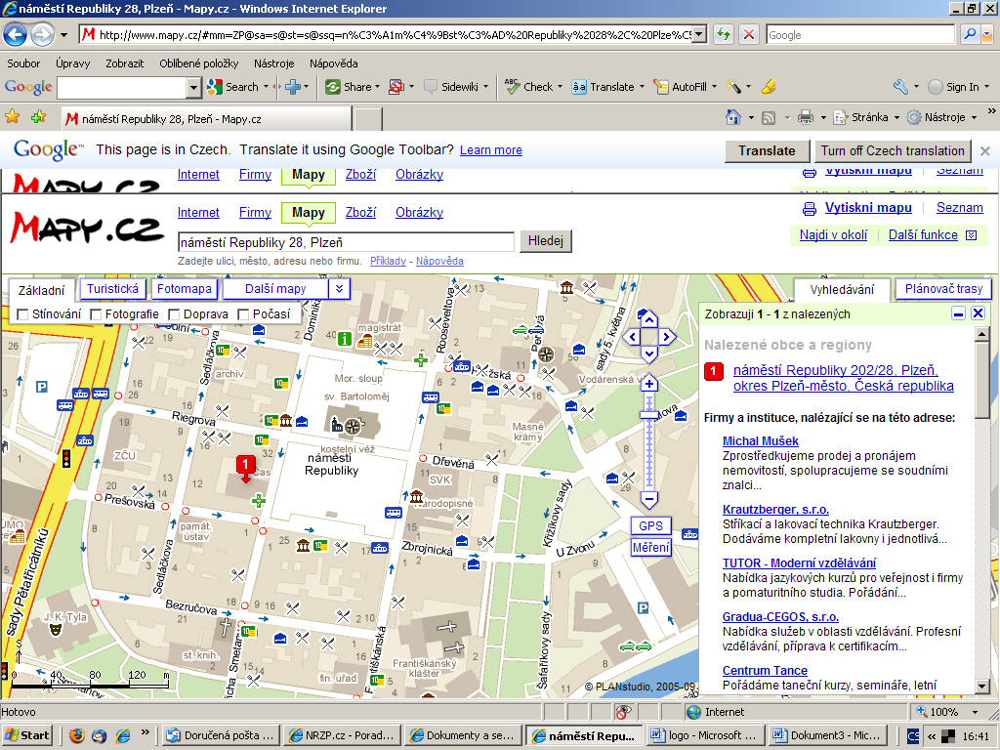 náměstí Republiky 28, Plzeň - Mapy.cz - Windows Internet Explorer
http://www.mapy.cz/#mm=ZP@sa=s@st=s@ssq=n%C3%A1m%C4%9Bst%C3%AD%20Republiky%2028%2C%20Plze%C5
Google
Soubor Úpravy Zobrazit Oblíbené položky Nástroje Nápověda
Google Search Share Sidewiki Check Translate AutoFill Sign In
náměstí Republiky 28, Plzeň - Mapy.cz
Stránka Nástroje
Google This page is in Czech. Translate it using Google Toolbar? Learn more
Translate Turn off Czech translation
MAPY.CZ Internet Firmy Mapy Zboží Obrázky Vytiskni mapu Seznam
MAPY.CZ Internet Firmy Mapy Zboží Obrázky Vytiskni mapu Seznam
náměstí Republiky 28, Plzeň Hledej
Najdi v okolí Další funkce
Zadejte ulici, město, adresu nebo firmu. Příklady - Nápověda
Základní Turistická Fotomapa Další mapy
Stínování Fotografie Doprava Počasí
Vyhledávání Plánovač trasy
Zobrazuji 1 - 1 z nalezených
Nalezené obce a regiony
1 náměstí Republiky 202/28, Plzeň,
okres Plzeň-město, Česká republika
Firmy a instituce, nalézající se na této adrese:
Michal Mušek
Zprostředkujeme prodej a pronájem
nemovitostí, spolupracujeme se soudními
znalci...
Krautzberger, s.r.o.
Stříkací a lakovací technika Krautzberger.
Dodáváme kompletní lakovny i jednotlivá...
TUTOR - Moderní vzdělávání
Nabídka jazykových kurzů pro veřejnost i firmy
a pomaturitního studia. Pořádání...
Gradua-CEGOS, s.r.o.
Nabídka služeb v oblasti vzdělávání. Profesní
vzdělávání, příprava k certifikacím...
Centrum Tance
Pořádáme taneční kurzy, semináře, letní
magistrát
Rooseveltova
sady 5. května
Sedláčkova
archiv
Mor. sloup
sv. Bartoloměj
kostelní věž
náměstí
Republiky
Riegrova
ZČU
1
Masné
krámy
Dřevěná
SVK
Národopisné
Prešovská
památ.
ústav
Zbrojnická
Křižíkovy sady
U Zvonu
GPS
Měření
sady Pětatřicátníků
Sedláčkova
Bezručova
J. K. Tyla
st. knih.
fin. úřad
Františkánská
Františkánský
klášter
Šafaříkovy sady
S
0 40 80 120 m
© PLANstudio, 2005-09
Hotovo Internet 100%
Start Doručená pošta ... NRZP.cz - Porad... Dokumenty a se... náměstí Repu... logo - Microsoft ... Dokument3 - Mic... CS 16:41